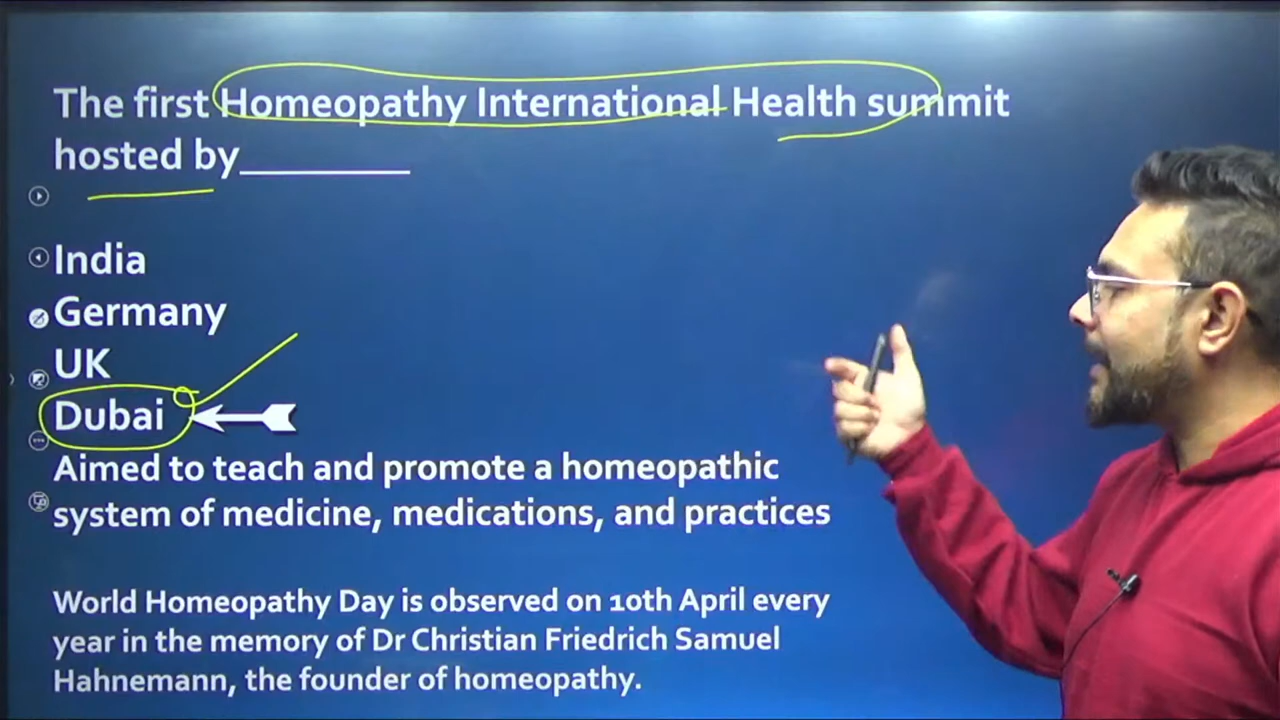 The first Homeopathy International Health summit
hosted by_________
India
Germany
UK
Dubai
Aimed to teach and promote a homeopathic
system of medicine, medications, and practices
World Homeopathy Day is observed on 10th April every
year in the memory of Dr Christian Friedrich Samuel
Hahnemann, the founder of homeopathy.